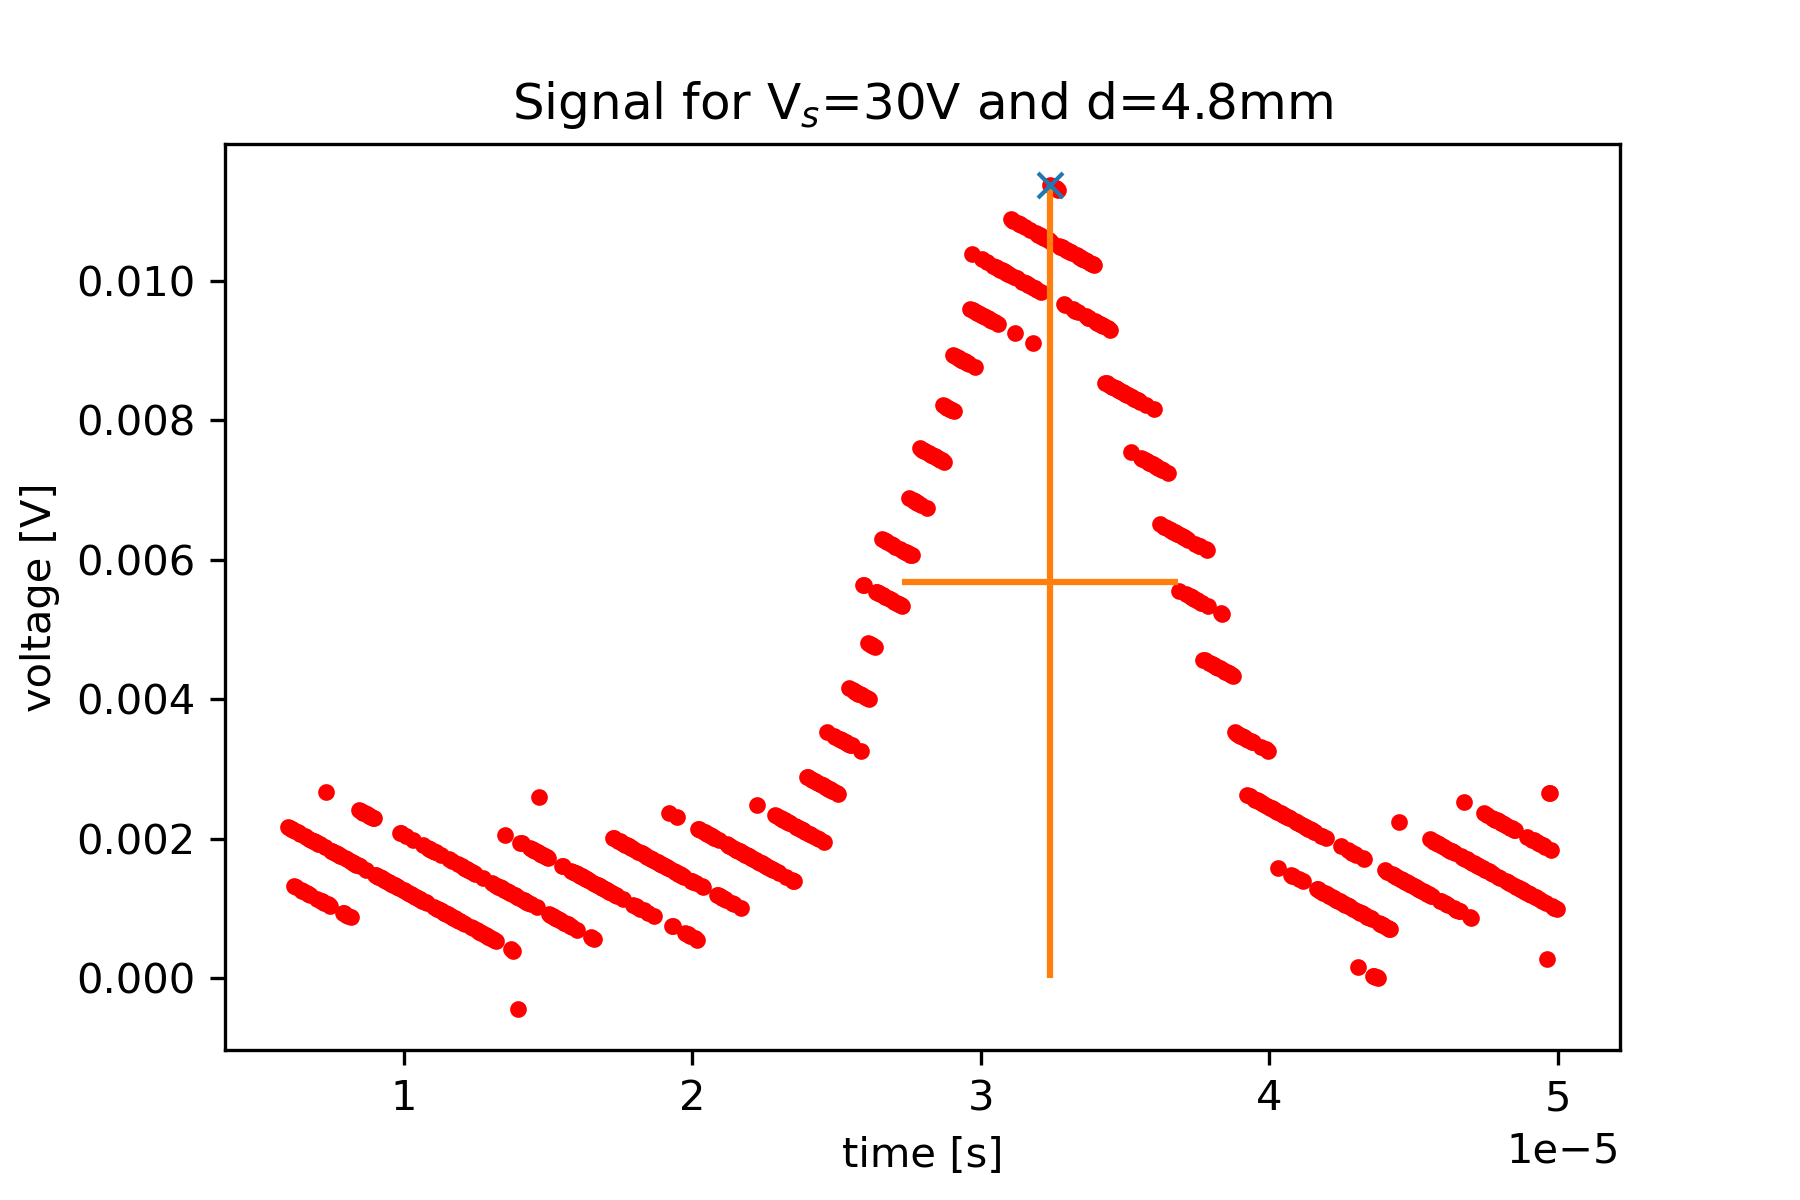 Signal for Vₛ=30V and d=4.8mm
voltage [V]
0.010
0.008
0.006
0.004
0.002
0.000
1 2 3 4 5
time [s]
1e−5